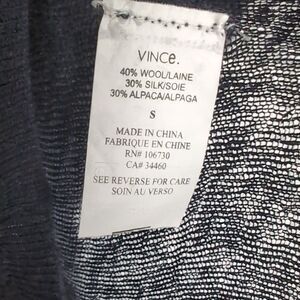 VINCe.
40% WOOL/LAINE
30% SILK/SOIE
30% ALPACA/ALPAGA
S
MADE IN CHINA
FABRIQUE EN CHINE
RN# 106730
CA# 34460
SEE REVERSE FOR CARE
SOIN AU VERSO